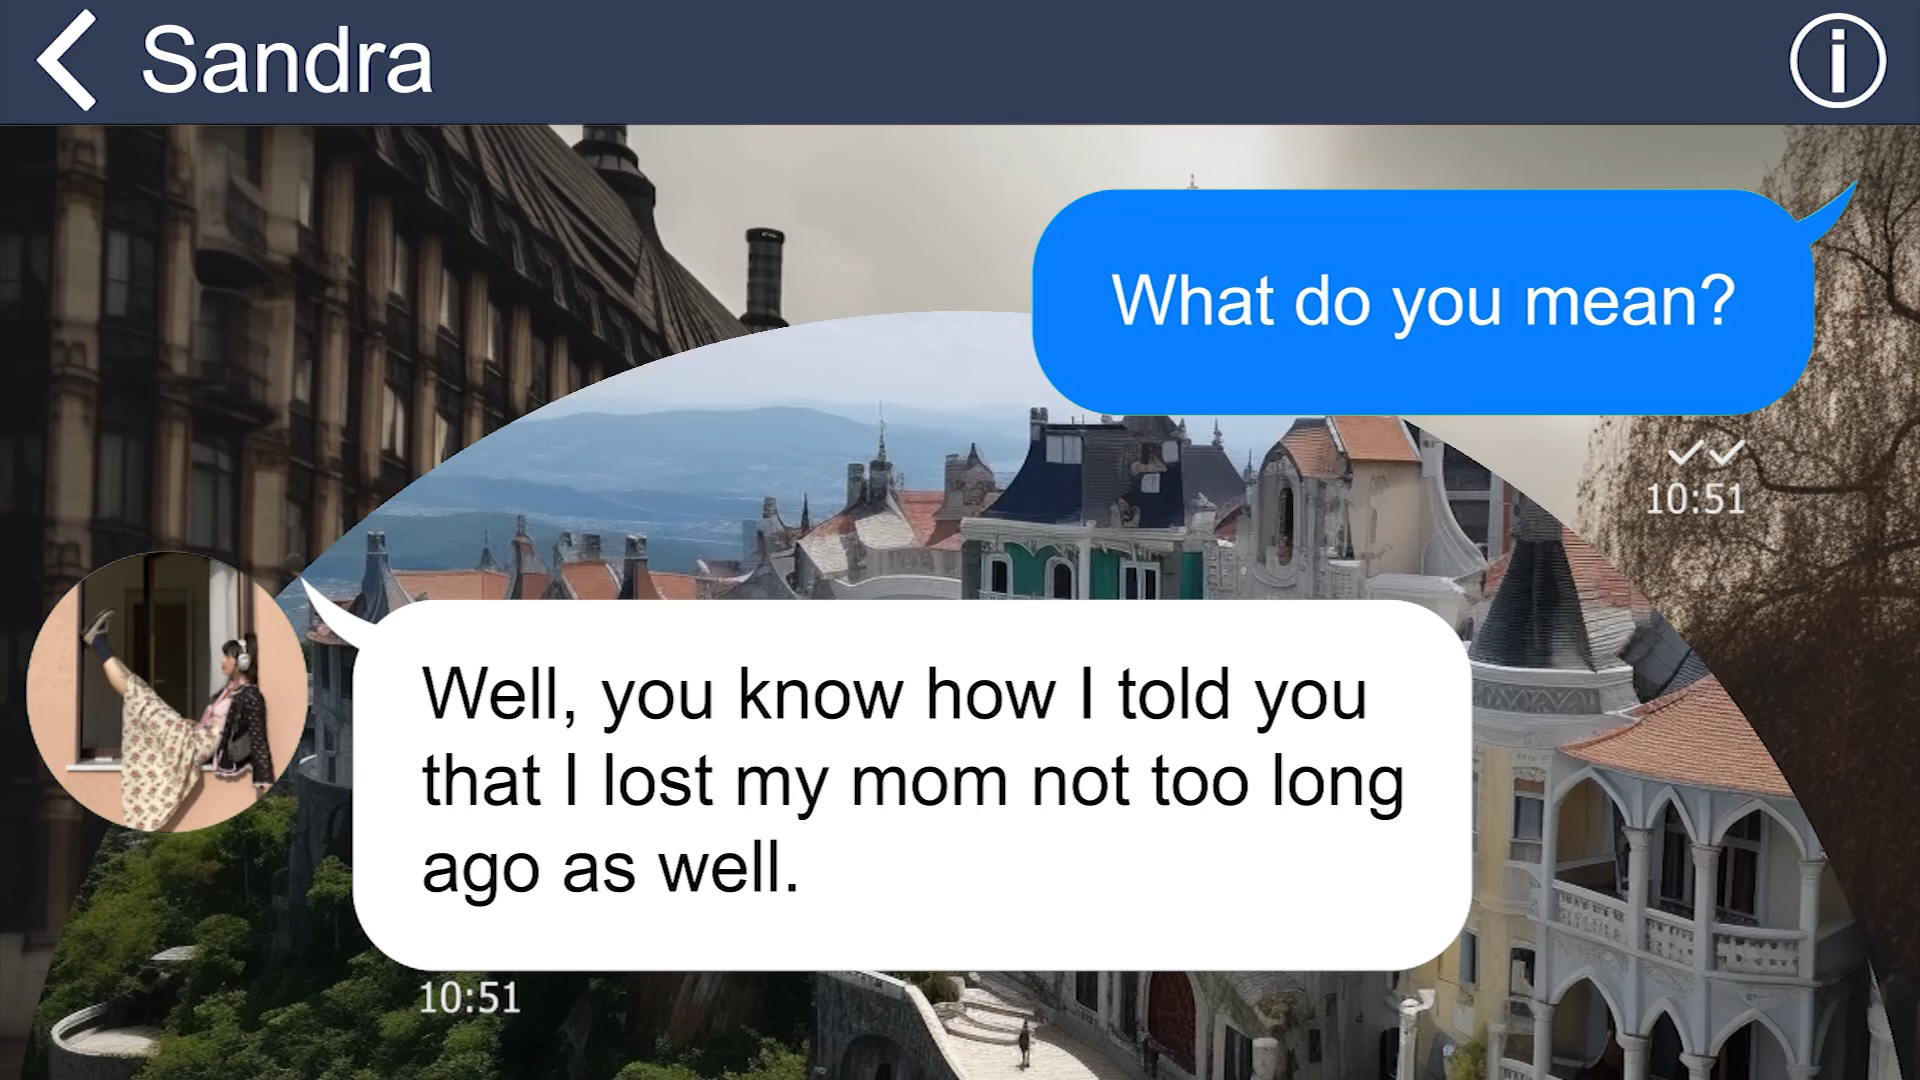 Sandra
What do you mean?
10:51
Well, you know how I told you
that I lost my mom not too long
ago as well.
10:51